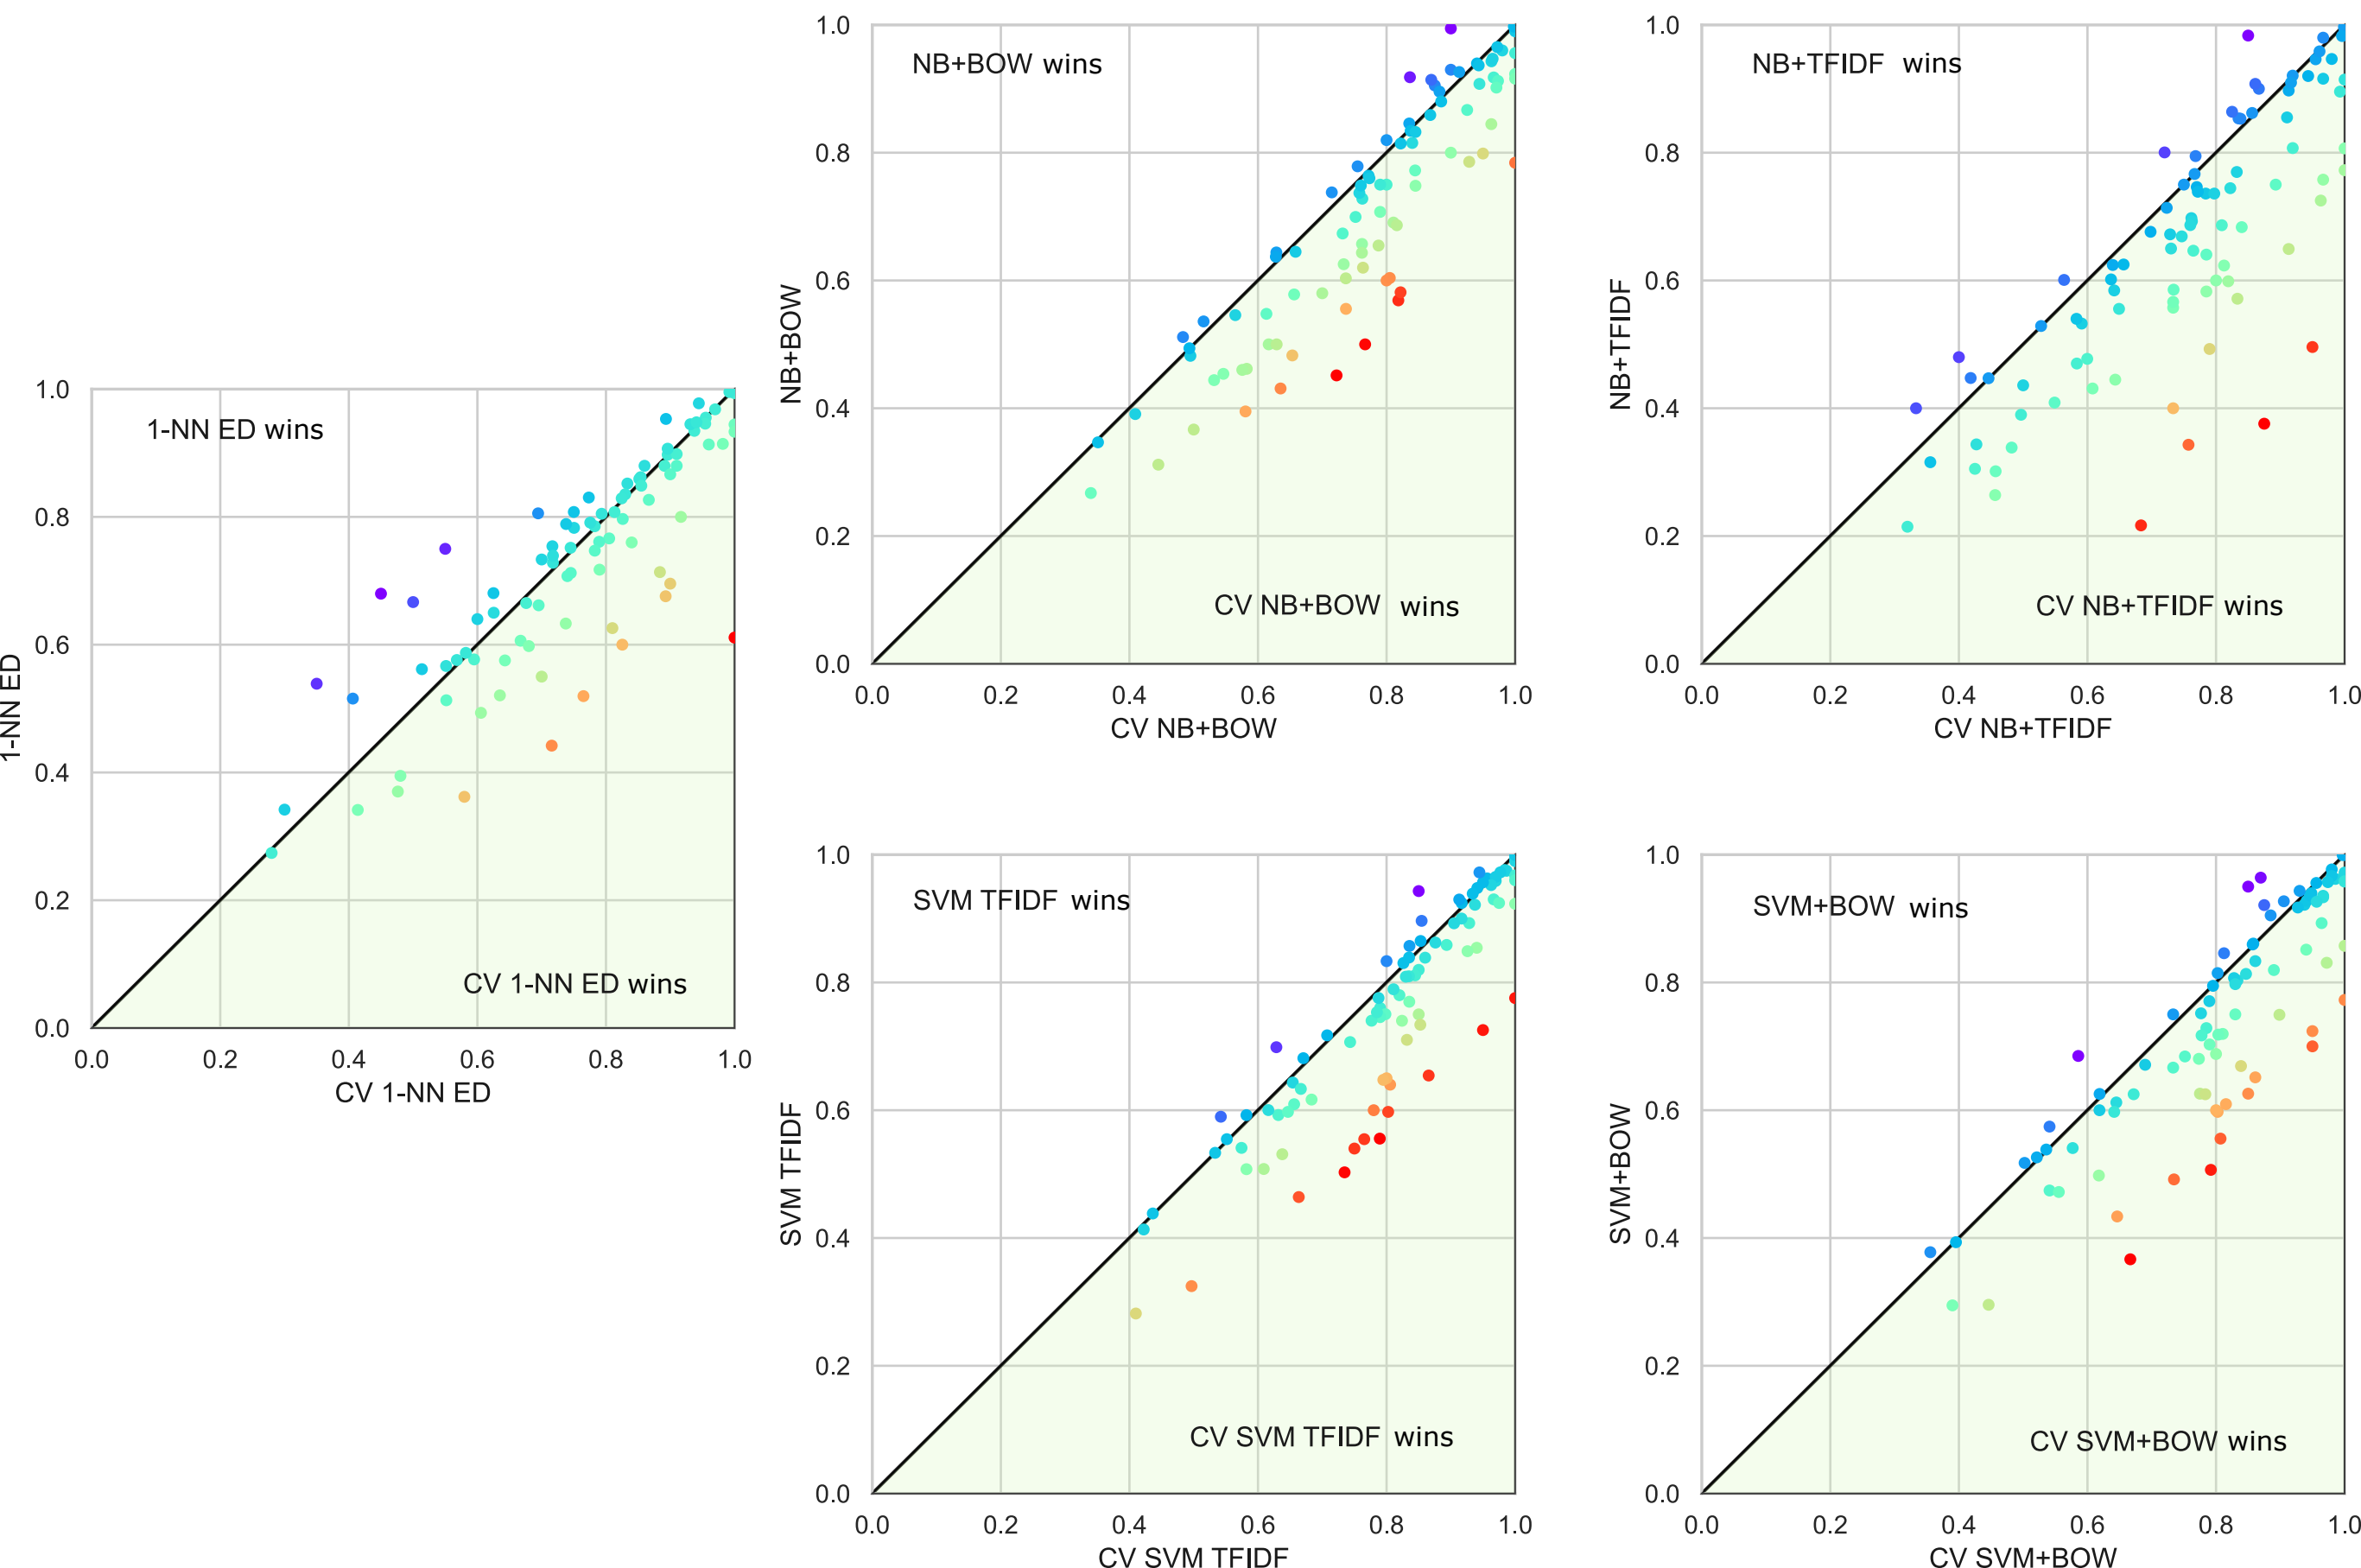 1.0
NB+BOW wins
0.8
0.6
0.4
0.2
0.0
NB+BOW
CV NB+BOW wins
0.0 0.2 0.4 0.6 0.8 1.0
CV NB+BOW
1.0
NB+TFIDF wins
0.8
0.6
0.4
0.2
0.0
NB+TFIDF
CV NB+TFIDF wins
0.0 0.2 0.4 0.6 0.8 1.0
CV NB+TFIDF
1.0
1-NN ED wins
0.8
0.6
0.4
0.2
0.0
1-NN ED
CV 1-NN ED wins
0.0 0.2 0.4 0.6 0.8 1.0
CV 1-NN ED
1.0
SVM TFIDF wins
0.8
0.6
0.4
0.2
0.0
SVM TFIDF
CV SVM TFIDF wins
0.0 0.2 0.4 0.6 0.8 1.0
CV SVM TFIDF
1.0
SVM+BOW wins
0.8
0.6
0.4
0.2
0.0
SVM+BOW
CV SVM+BOW wins
0.0 0.2 0.4 0.6 0.8 1.0
CV SVM+BOW